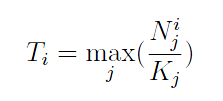 $T_i = \max_j (\frac{N_j^i}{K_j})$